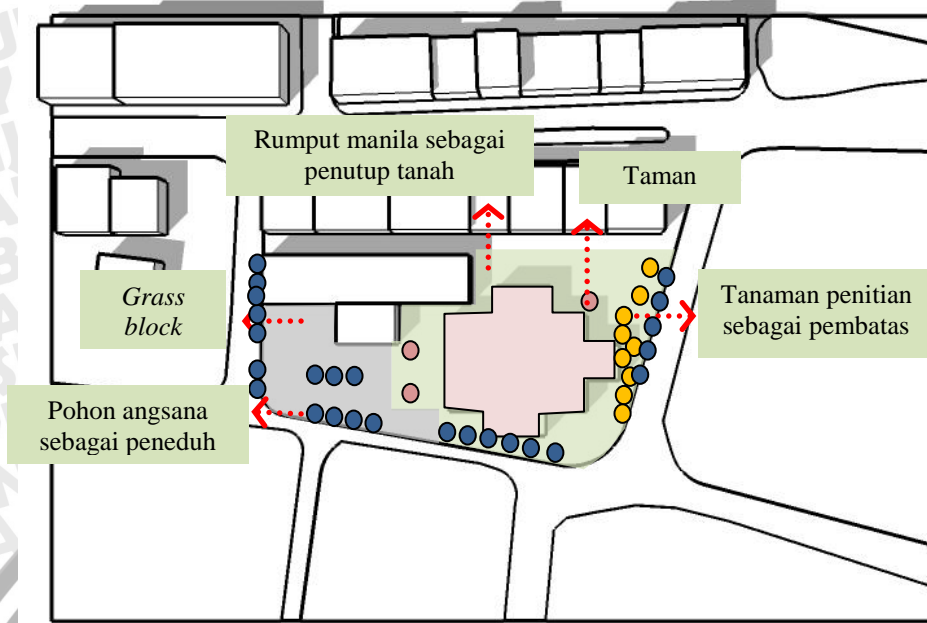 Rumput manila sebagai
penutup tanah
Taman
Grass
block
Tanaman penitian
sebagai pembatas
Pohon angsana
sebagai peneduh